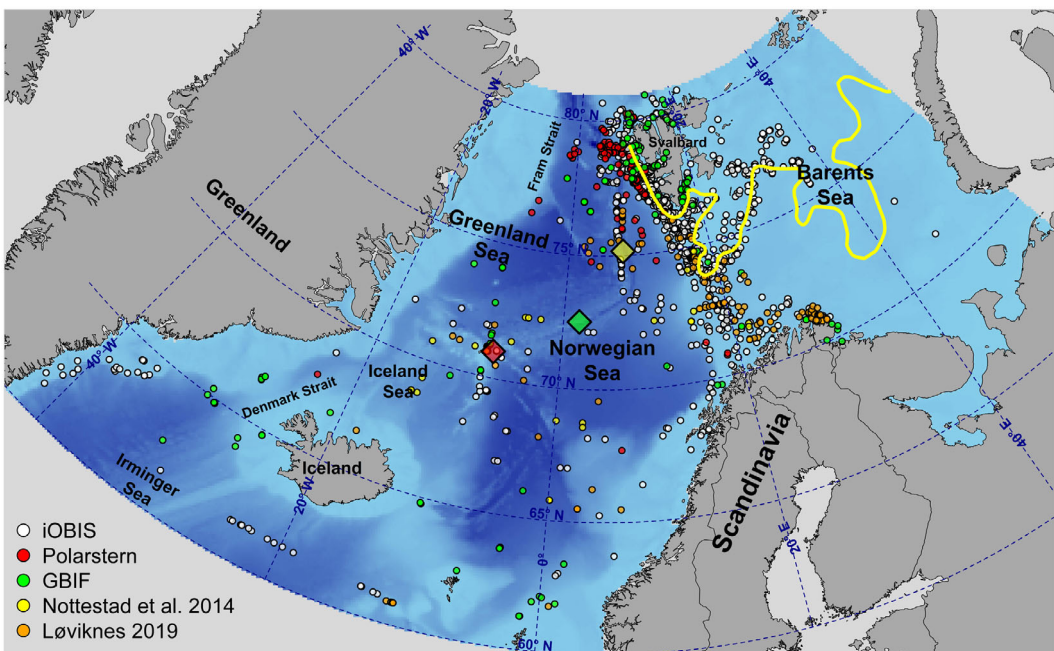 40° W
20° W
80° N
20° E
40° E
Fram Strait
Svalbard
Barents
Sea
Greenland
Greenland
Sea
75° N
Norwegian
Sea
70° N
40° W
Iceland
Sea
Denmark Strait
Iceland
20° W
Irminger
Sea
65° N
0°
60° N
Scandinavia
20° E
40° E
iOBIS
Polarstern
GBIF
Nottestad et al. 2014
Løviknes 2019